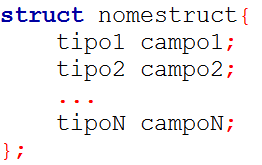 struct nomestruct{
    tipo1 campo1;
    tipo2 campo2;
    ...
    tipoN campoN;
};